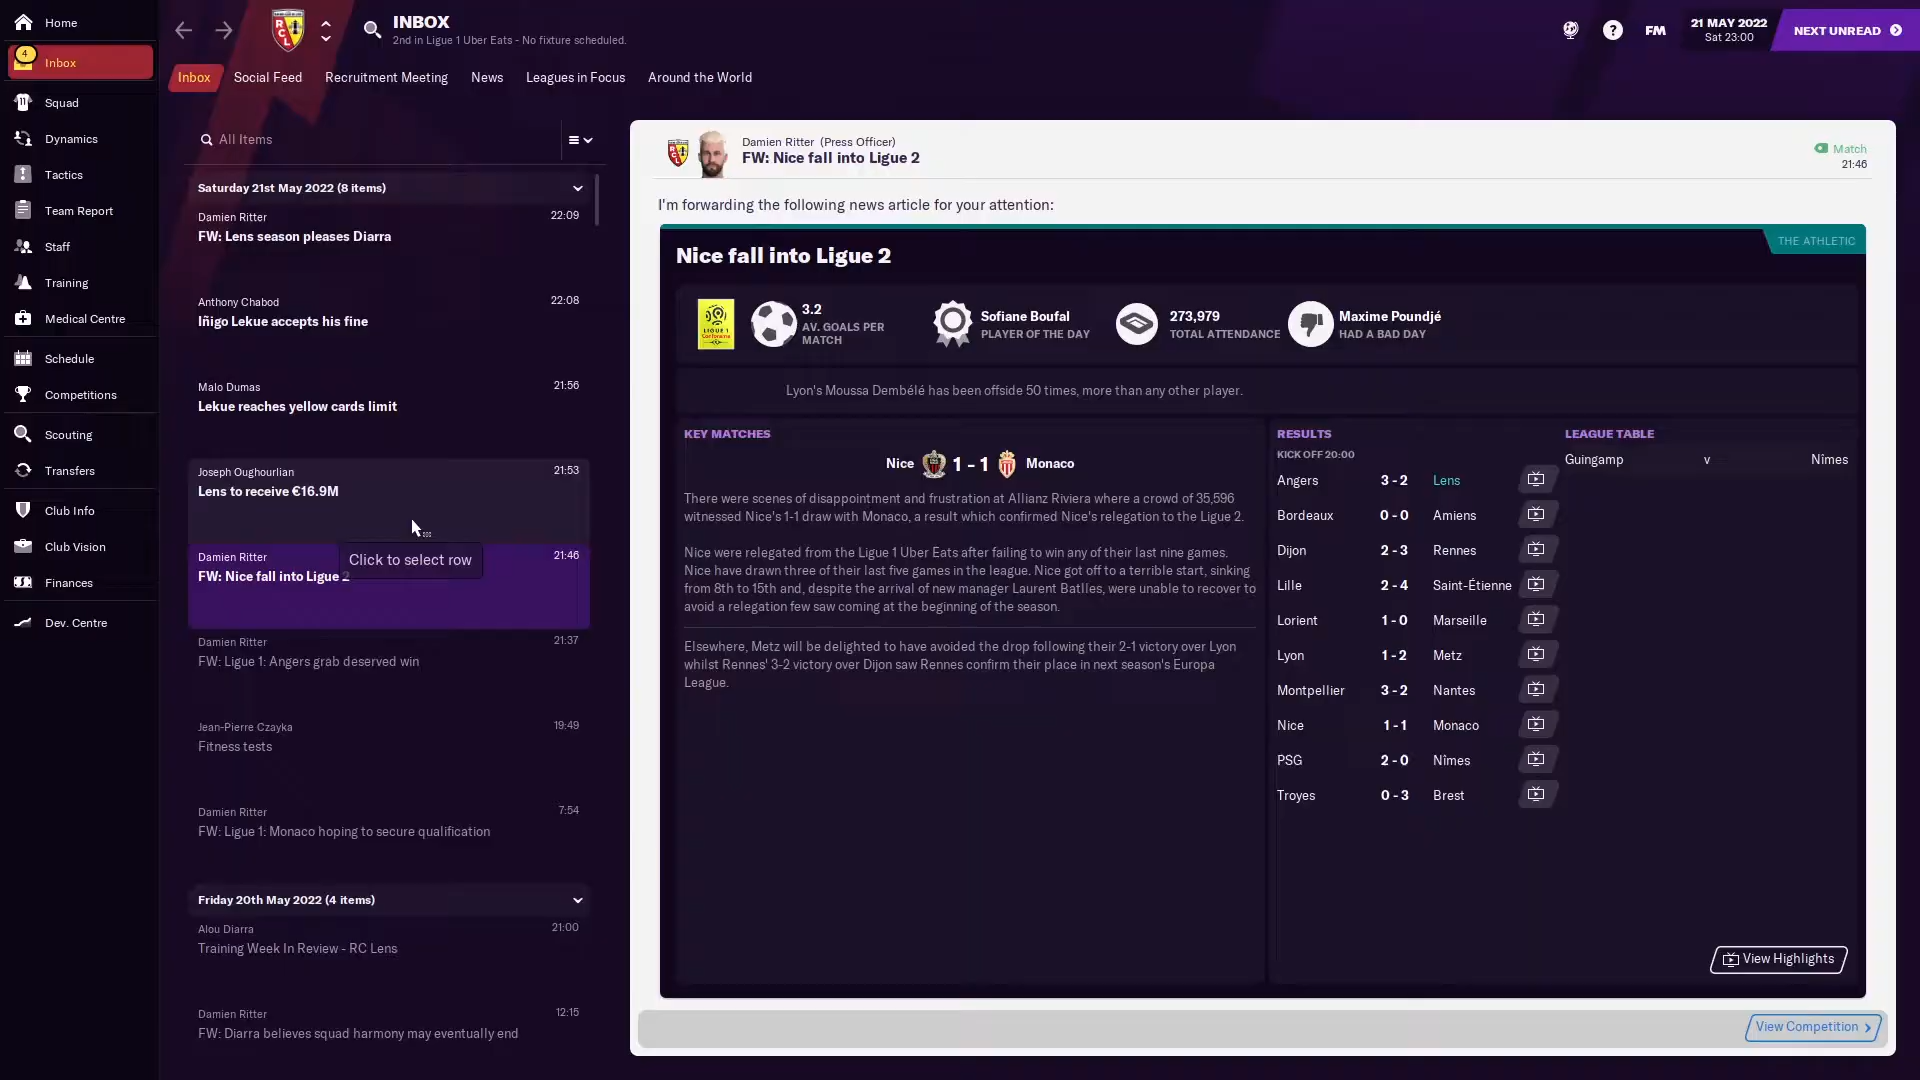 Home
4
Inbox
Squad
Dynamics
Tactics
Team Report
Staff
Training
Medical Centre
Schedule
Competitions
Scouting
Transfers
Club Info
Club Vision
Finances
Dev. Centre
RCL
INBOX
2nd in Ligue 1 Uber Eats - No fixture scheduled.
?
FM
21 MAY 2022
Sat 23:00
NEXT UNREAD
Inbox Social Feed Recruitment Meeting News Leagues in Focus Around the World
All Items
Saturday 21st May 2022 (8 items)
Damien Ritter 22:09
FW: Lens season pleases Diarra
Anthony Chabod 22:08
Iñigo Lekue accepts his fine
Malo Dumas 21:56
Lekue reaches yellow cards limit
Joseph Oughourlian 21:53
Lens to receive €16.9M
Damien Ritter 21:46
FW: Nice fall into Ligue 2
Click to select row
Damien Ritter 21:37
FW: Ligue 1: Angers grab deserved win
Jean-Pierre Czayka 19:49
Fitness tests
Damien Ritter 7:54
FW: Ligue 1: Monaco hoping to secure qualification
Friday 20th May 2022 (4 items)
Alou Diarra 21:00
Training Week In Review - RC Lens
Damien Ritter 12:15
FW: Diarra believes squad harmony may eventually end
Damien Ritter (Press Officer)
FW: Nice fall into Ligue 2
Match
21:46
I'm forwarding the following news article for your attention:
THE ATHLETIC
Nice fall into Ligue 2
LIGUE 1
3.2
AV. GOALS PER
MATCH
Sofiane Boufal
PLAYER OF THE DAY
273,979
TOTAL ATTENDANCE
Maxime Poundjé
HAD A BAD DAY
Lyon's Moussa Dembélé has been offside 50 times, more than any other player.
KEY MATCHES
Nice 1 - 1 Monaco
There were scenes of disappointment and frustration at Allianz Riviera where a crowd of 35,596
witnessed Nice's 1-1 draw with Monaco, a result which confirmed Nice's relegation to the Ligue 2.
Nice were relegated from the Ligue 1 Uber Eats after failing to win any of their last nine games.
Nice have drawn three of their last five games in the league. Nice got off to a terrible start, sinking
from 8th to 15th and, despite the arrival of new manager Laurent Batlles, were unable to recover to
avoid a relegation few saw coming at the beginning of the season.
Elsewhere, Metz will be delighted to have avoided the drop following their 2-1 victory over Lyon
whilst Rennes' 3-2 victory over Dijon saw Rennes confirm their place in next season's Europa
League.
RESULTS
KICK OFF 20:00
Angers 3 - 2 Lens
Bordeaux 0 - 0 Amiens
Dijon 2 - 3 Rennes
Lille 2 - 4 Saint-Étienne
Lorient 1 - 0 Marseille
Lyon 1 - 2 Metz
Montpellier 3 - 2 Nantes
Nice 1 - 1 Monaco
PSG 2 - 0 Nîmes
Troyes 0 - 3 Brest
LEAGUE TABLE
Guingamp v Nîmes
View Highlights
View Competition